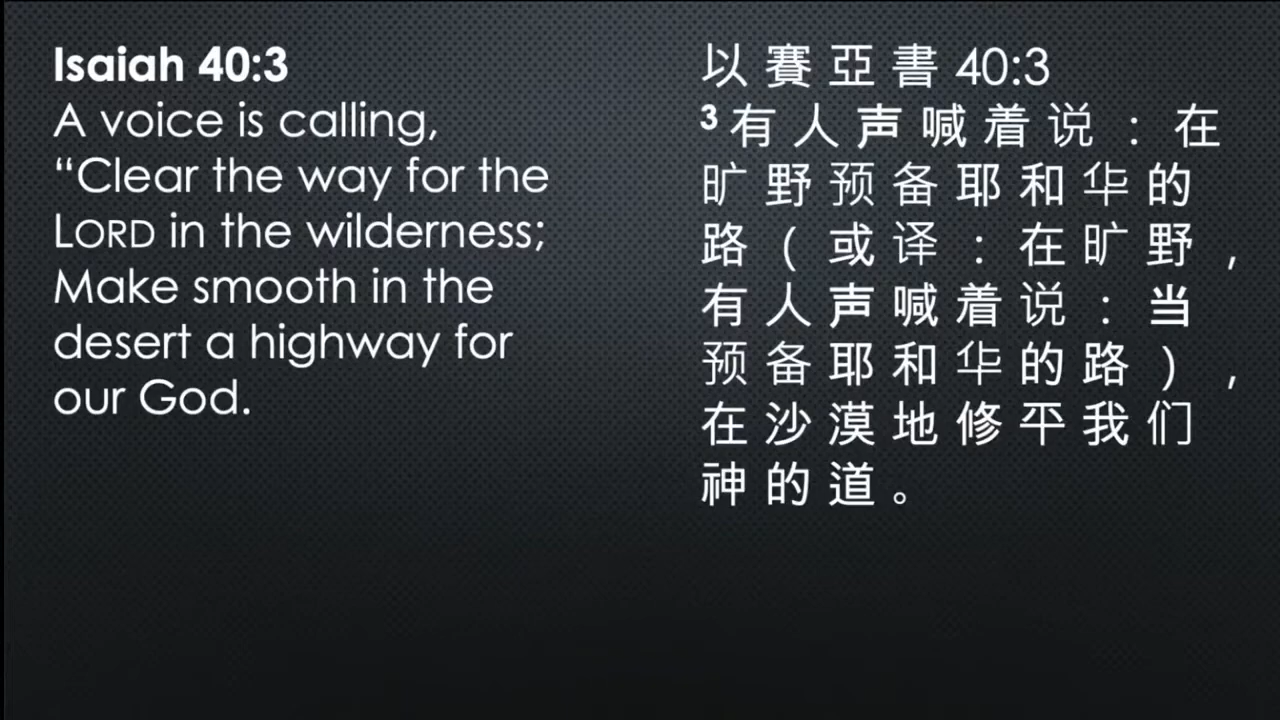 Isaiah 40:3
A voice is calling,
“Clear the way for the
LORD in the wilderness;
Make smooth in the
desert a highway for
our God.
以賽亞書 40:3
3 有人声喊着说：在
旷野预备耶和华的
路（或译：在旷野，
有人声喊着说：当
预备耶和华的路），
在沙漠地修平我们
神的道。